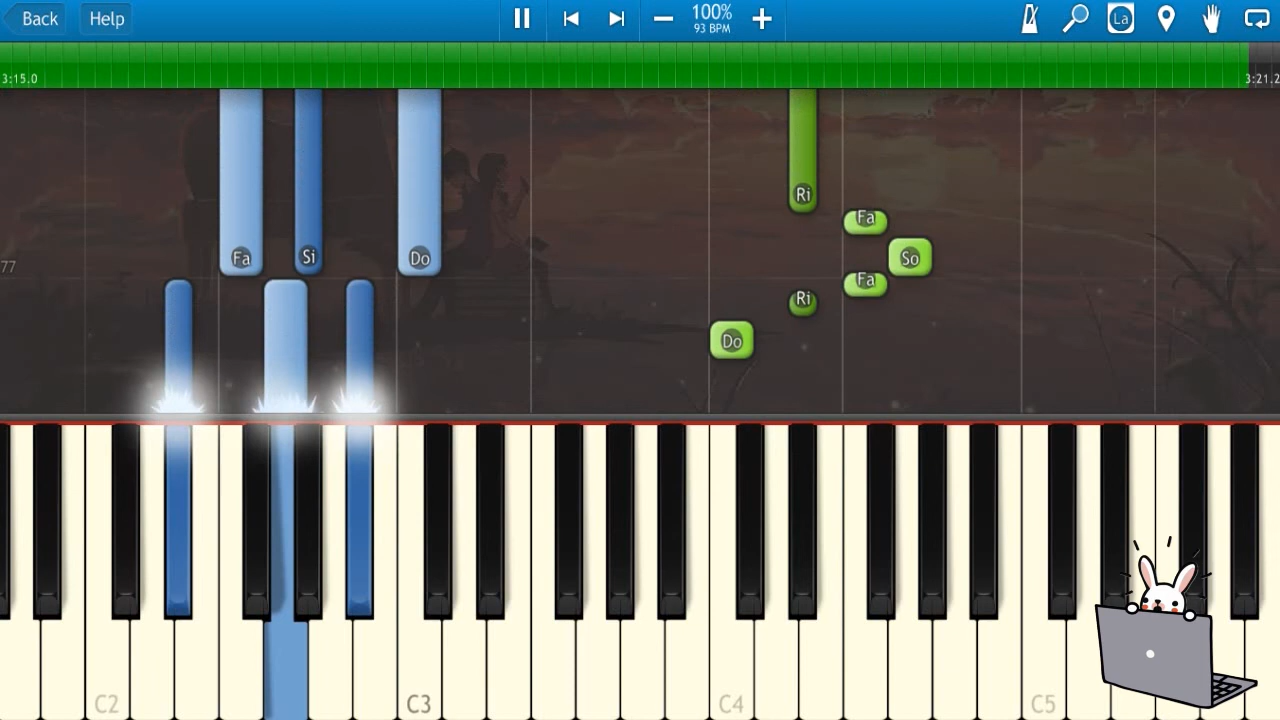 Back Help 100% La
93 BPM
3:15.0 3:21.2
Ri
Fa
Fa Si Do So
77
Fa
Ri
Do
C2 C3 C4 C5